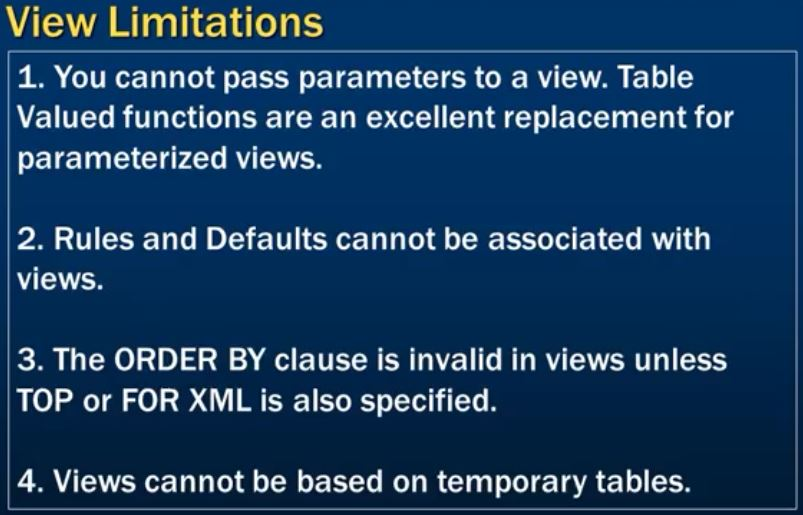 View Limitations
1. You cannot pass parameters to a view. Table
Valued functions are an excellent replacement for
parameterized views.
2. Rules and Defaults cannot be associated with
views.
3. The ORDER BY clause is invalid in views unless
TOP or FOR XML is also specified.
4. Views cannot be based on temporary tables.